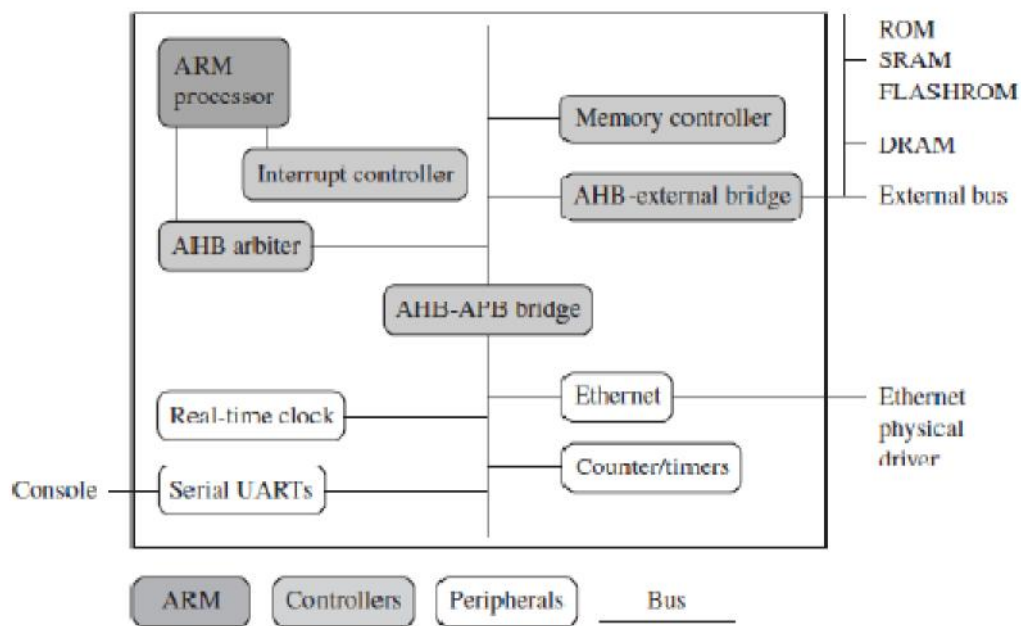 ARM
processor
Interrupt controller
AHB arbiter
Memory controller
AHB-external bridge
ROM
SRAM
FLASHROM
DRAM
External bus
AHB-APB bridge
Real-time clock
Ethernet
Ethernet
physical
driver
Counter/timers
Console
Serial UARTs
ARM
Controllers
Peripherals
Bus